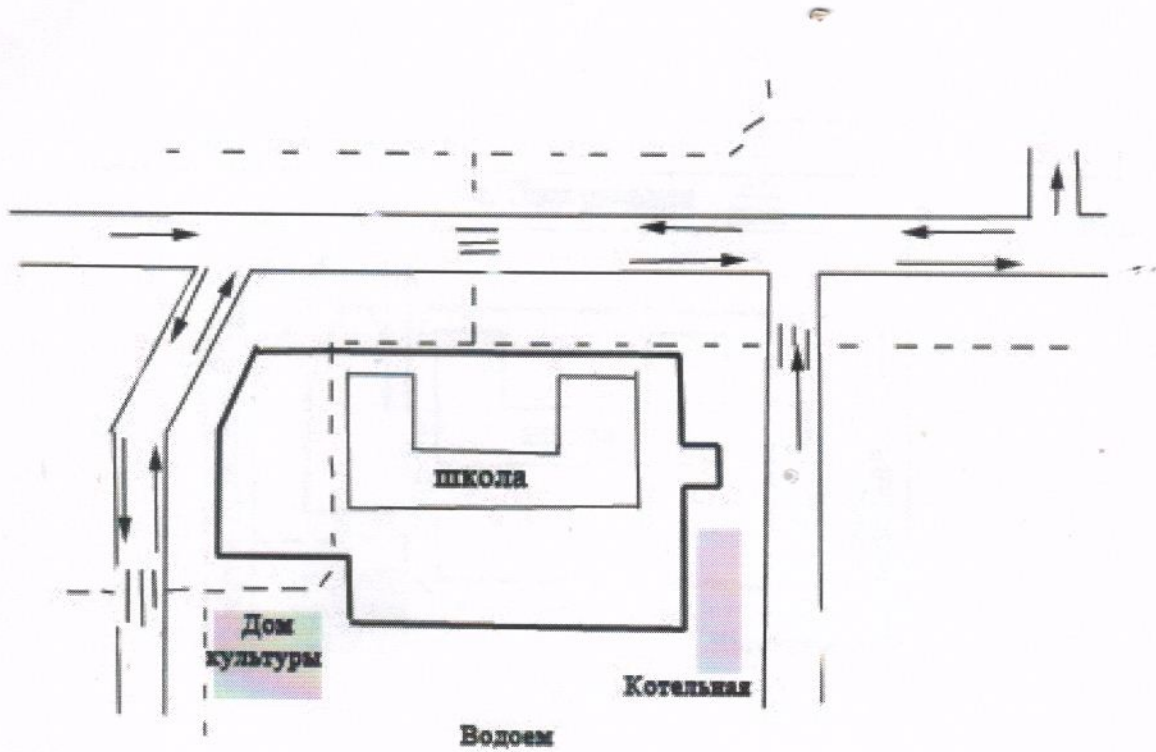 школа
Дом
культуры
Котельная
Водоем